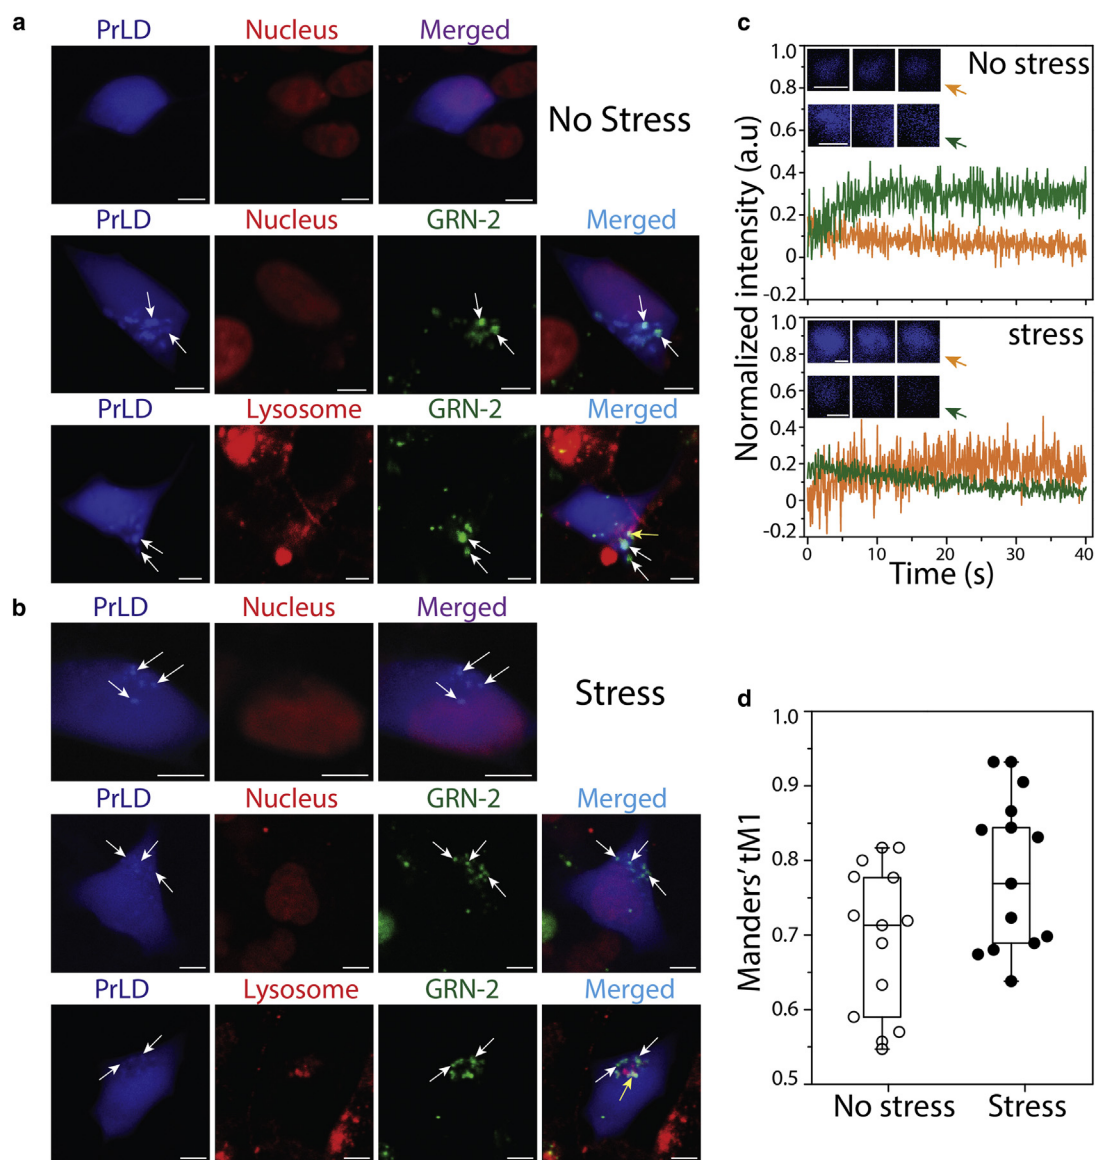 a
PrLD Nucleus Merged
No Stress
PrLD Nucleus GRN-2 Merged
PrLD Lysosome GRN-2 Merged
b
PrLD Nucleus Merged
Stress
PrLD Nucleus GRN-2 Merged
PrLD Lysosome GRN-2 Merged
c
Normalized intensity (a.u)
1.0
0.8
0.6
0.4
0.2
0
-0.2
No stress
1.0
0.8
0.6
0.4
0.2
0
-0.2
stress
0 10 20 30 40
Time (s)
d
Manders' tM1
1.0
0.9
0.8
0.7
0.6
0.5
No stress Stress